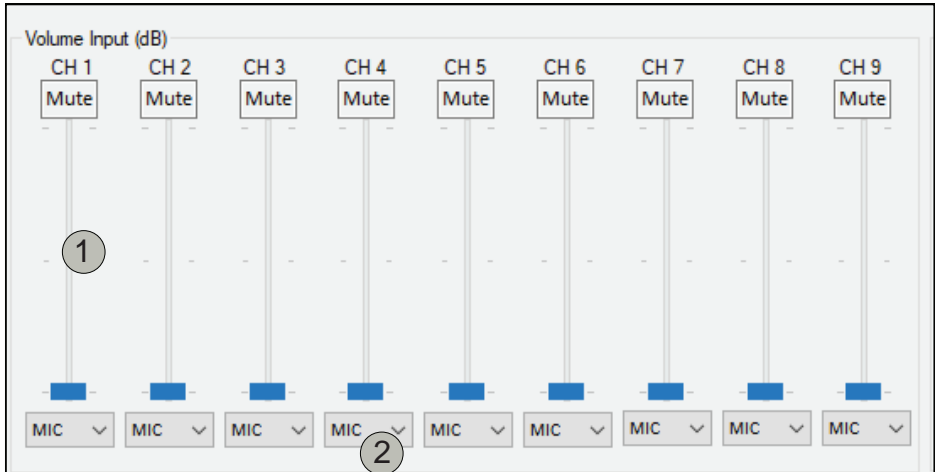 Volume Input (dB)
CH 1 CH 2 CH 3 CH 4 CH 5 CH 6 CH 7 CH 8 CH 9
Mute Mute Mute Mute Mute Mute Mute Mute Mute
1
MIC MIC MIC MIC MIC MIC MIC MIC MIC
2